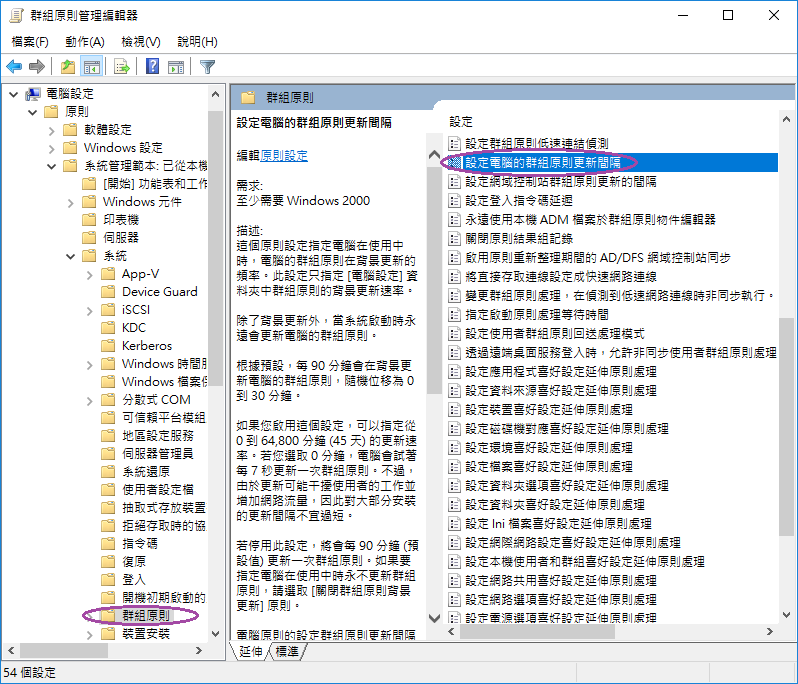 群組原則管理編輯器
檔案(F) 動作(A) 檢視(V) 說明(H)
電腦設定
原則
軟體設定
Windows 設定
系統管理範本: 已從本機
[開始] 功能表和工作
Windows 元件
印表機
伺服器
系統
App-V
Device Guard
iSCSI
KDC
Kerberos
Windows 時間服
Windows 檔案保
分散式 COM
可信賴平台模組
地區設定服務
伺服器管理員
系統還原
使用者設定檔
抽取式存放裝置
拒絕存取時的協
指令碼
復原
登入
開機初期啟動的
群組原則
裝置安裝
群組原則
設定電腦的群組原則更新間隔
編輯原則設定
需求:
至少需要 Windows 2000
描述:
這個原則設定指定電腦在使用中
時，電腦的群組原則在背景更新的
頻率。此設定只指定 [電腦設定] 資
料夾中群組原則的背景更新速率。
除了背景更新外，當系統啟動時永
遠會更新電腦的群組原則。
根據預設，每 90 分鐘會在背景更
新電腦的群組原則，隨機位移為 0
到 30 分鐘。
如果您啟用這個設定，可以指定從
0 到 64,800 分鐘 (45 天) 的更新速
率。若您選取 0 分鐘，電腦會試著
每 7 秒更新一次群組原則。不過，
由於更新可能干擾使用者的工作並
增加網路流量，因此對大部分安裝
的更新間隔不宜過短。
若停用此設定，將會每 90 分鐘 (預
設值) 更新一次群組原則。如果要
指定電腦在使用中時永不更新群組
原則，請選取 [關閉群組原則背景
更新] 原則。
電腦原則的設定群組原則更新間隔
設定
設定群組原則低速連結偵測
設定電腦的群組原則更新間隔
設定網域控制站群組原則更新的間隔
設定登入指令碼延遲
永遠使用本機 ADM 檔案於群組原則物件編輯器
關閉原則結果組記錄
啟用原則重新整理期間的 AD/DFS 網域控制站同步
將直接存取連線設定成快速網路連線
變更群組原則處理，在偵測到低速網路連線時非同步執行。
指定啟動原則處理等待時間
設定使用者群組原則回送處理模式
透過遠端桌面服務登入時，允許非同步使用者群組原則處理
設定應用程式喜好設定延伸原則處理
設定資料來源喜好設定延伸原則處理
設定裝置喜好設定延伸原則處理
設定磁碟機對應喜好設定延伸原則處理
設定環境喜好設定延伸原則處理
設定檔案喜好設定延伸原則處理
設定資料夾選項喜好設定延伸原則處理
設定資料夾喜好設定延伸原則處理
設定 Ini 檔案喜好設定延伸原則處理
設定網際網路設定喜好設定延伸原則處理
設定本機使用者和群組喜好設定延伸原則處理
設定網路共用喜好設定延伸原則處理
設定網路選項喜好設定延伸原則處理
設定電源選項喜好設定延伸原則處理
延伸 標準
54 個設定